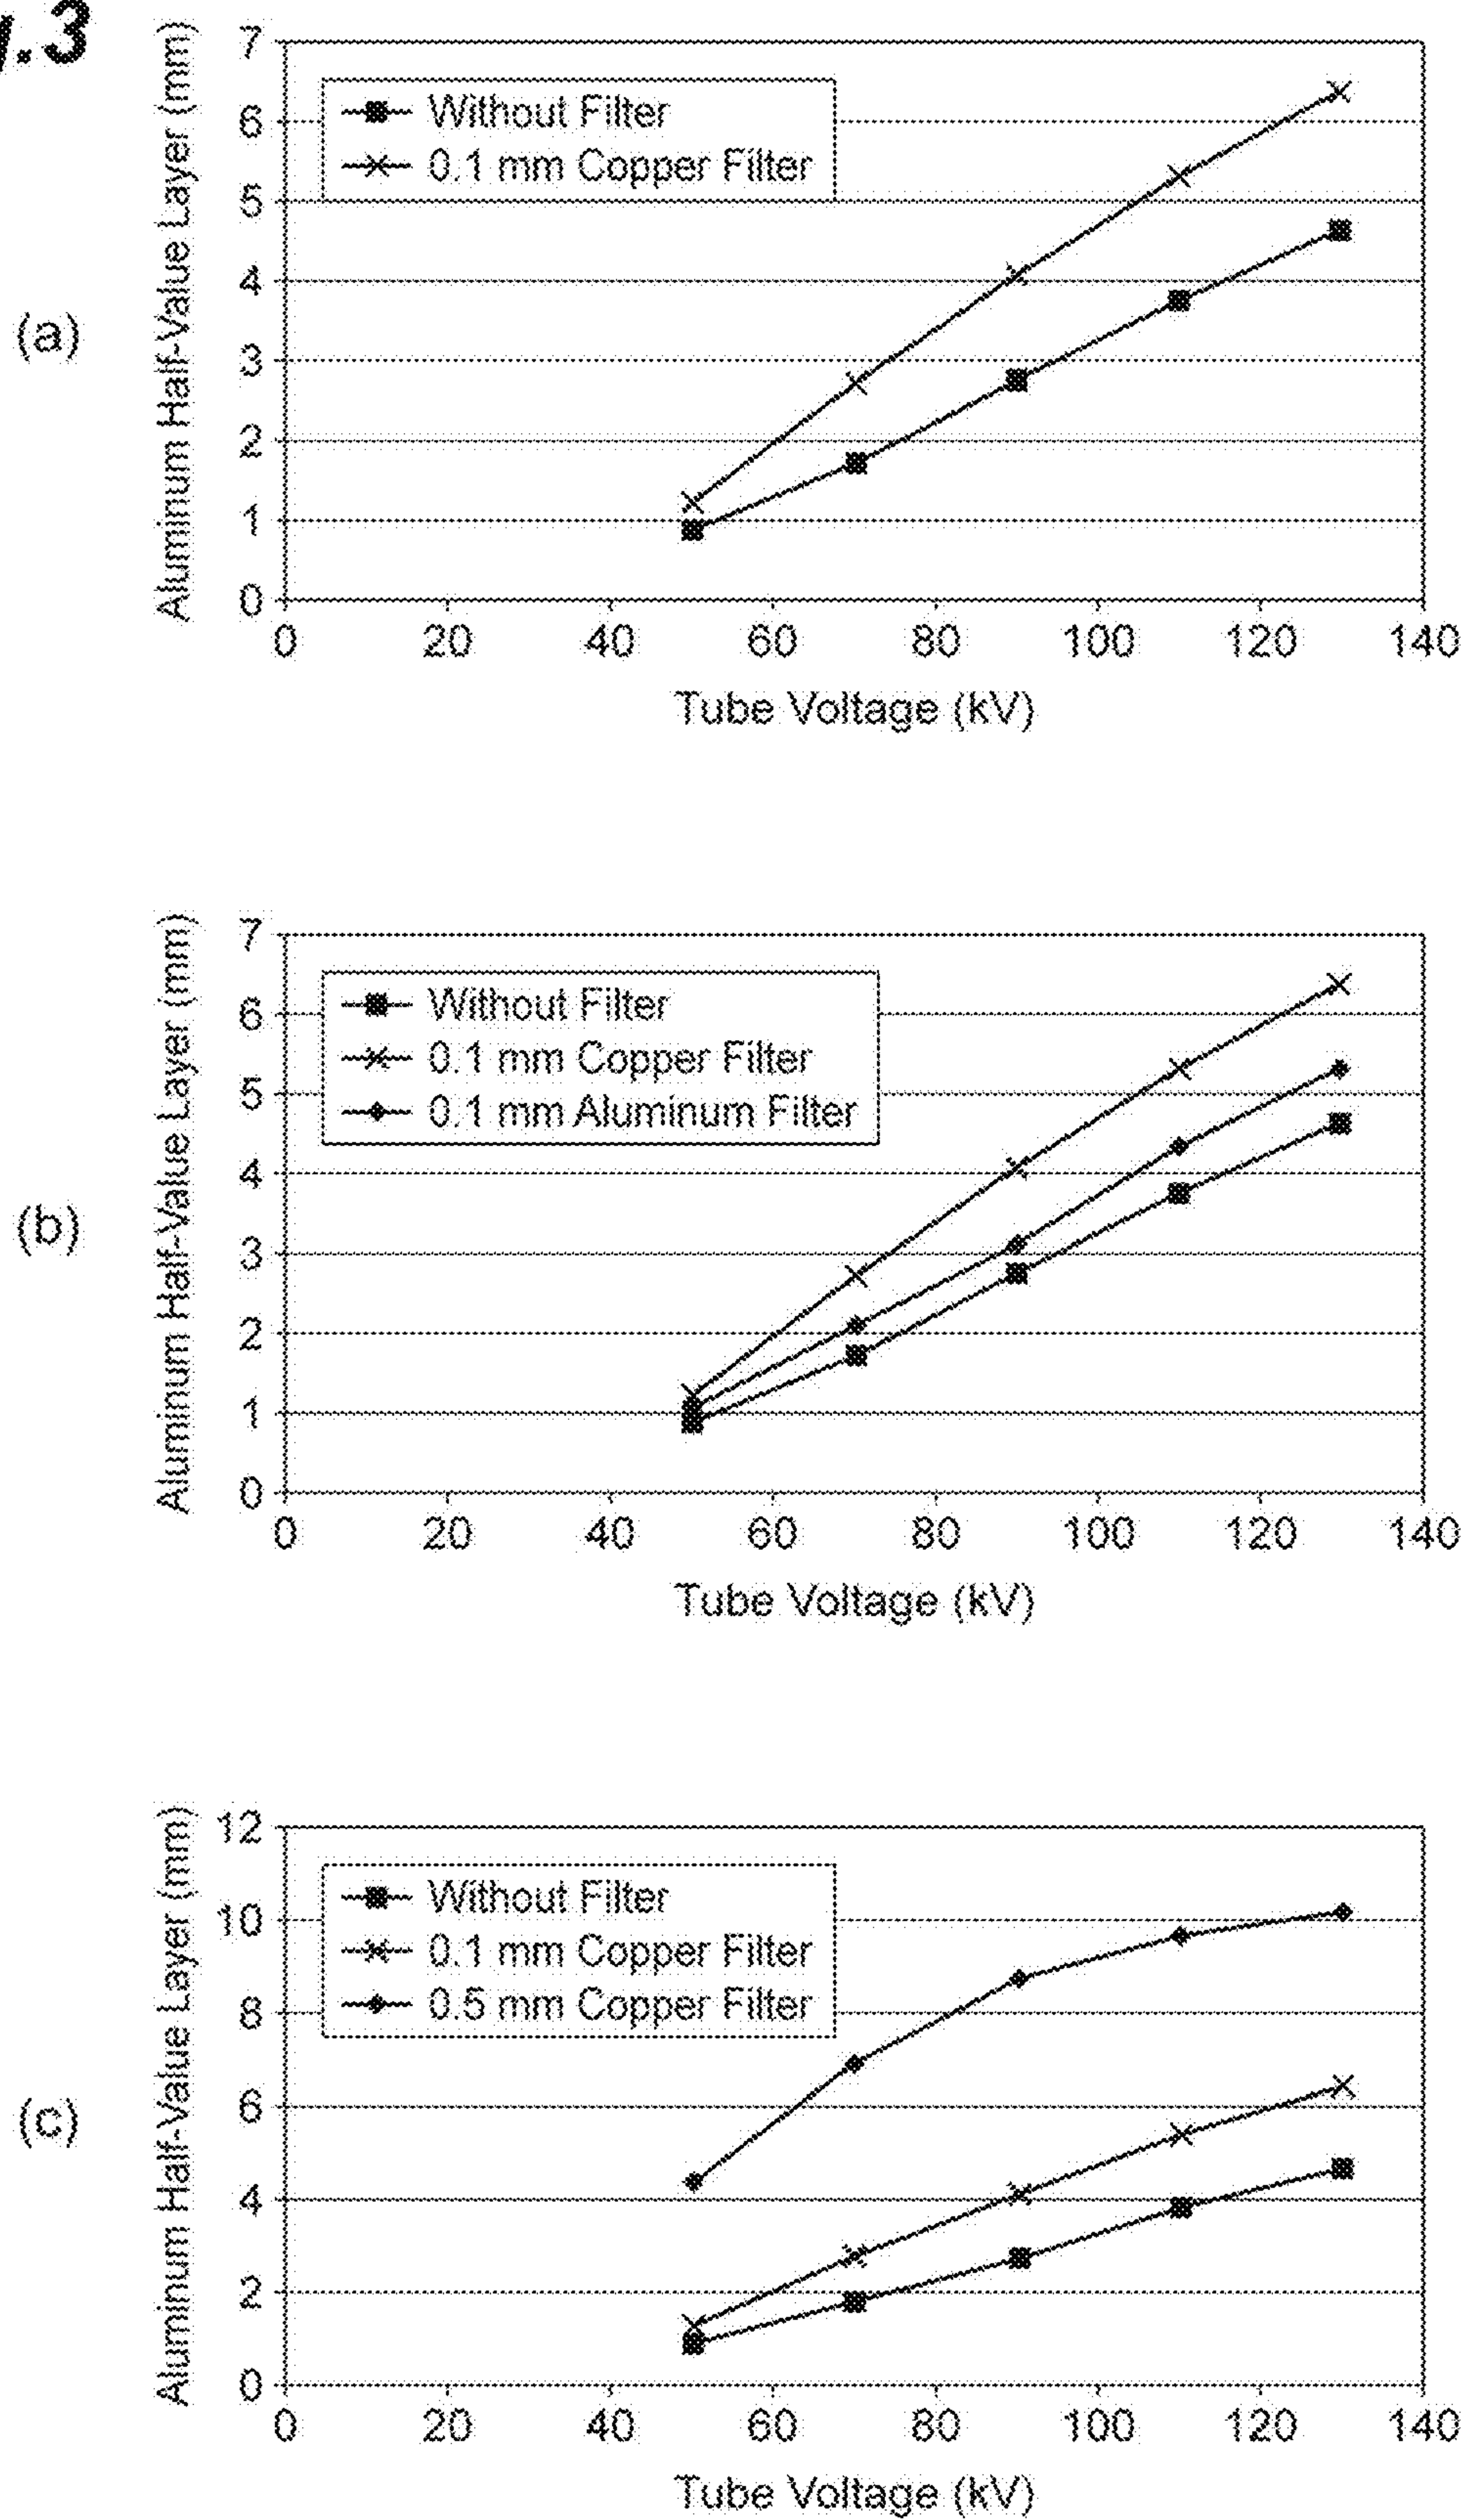 .3
(a)
Aluminum Half-Value Layer (mm)
7
6
5
4
3
2
1
0
Without Filter
0.1 mm Copper Filter
0 20 40 60 80 100 120 140
Tube Voltage (kV)
(b)
Aluminum Half-Value Layer (mm)
7
6
5
4
3
2
1
0
Without Filter
0.1 mm Copper Filter
0.1 mm Aluminum Filter
0 20 40 60 80 100 120 140
Tube Voltage (kV)
(c)
Aluminum Half-Value Layer (mm)
12
10
8
6
4
2
0
Without Filter
0.1 mm Copper Filter
0.5 mm Copper Filter
0 20 40 60 80 100 120 140
Tube Voltage (kV)